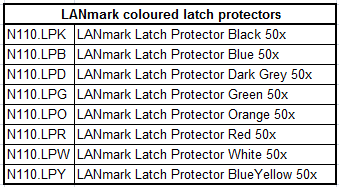 LANmark coloured latch protectors
N110.LPK LANmark Latch Protector Black 50x
N110.LPB LANmark Latch Protector Blue 50x
N110.LPD LANmark Latch Protector Dark Grey 50x
N110.LPG LANmark Latch Protector Green 50x
N110.LPO LANmark Latch Protector Orange 50x
N110.LPR LANmark Latch Protector Red 50x
N110.LPW LANmark Latch Protector White 50x
N110.LPY LANmark Latch Protector BlueYellow 50x